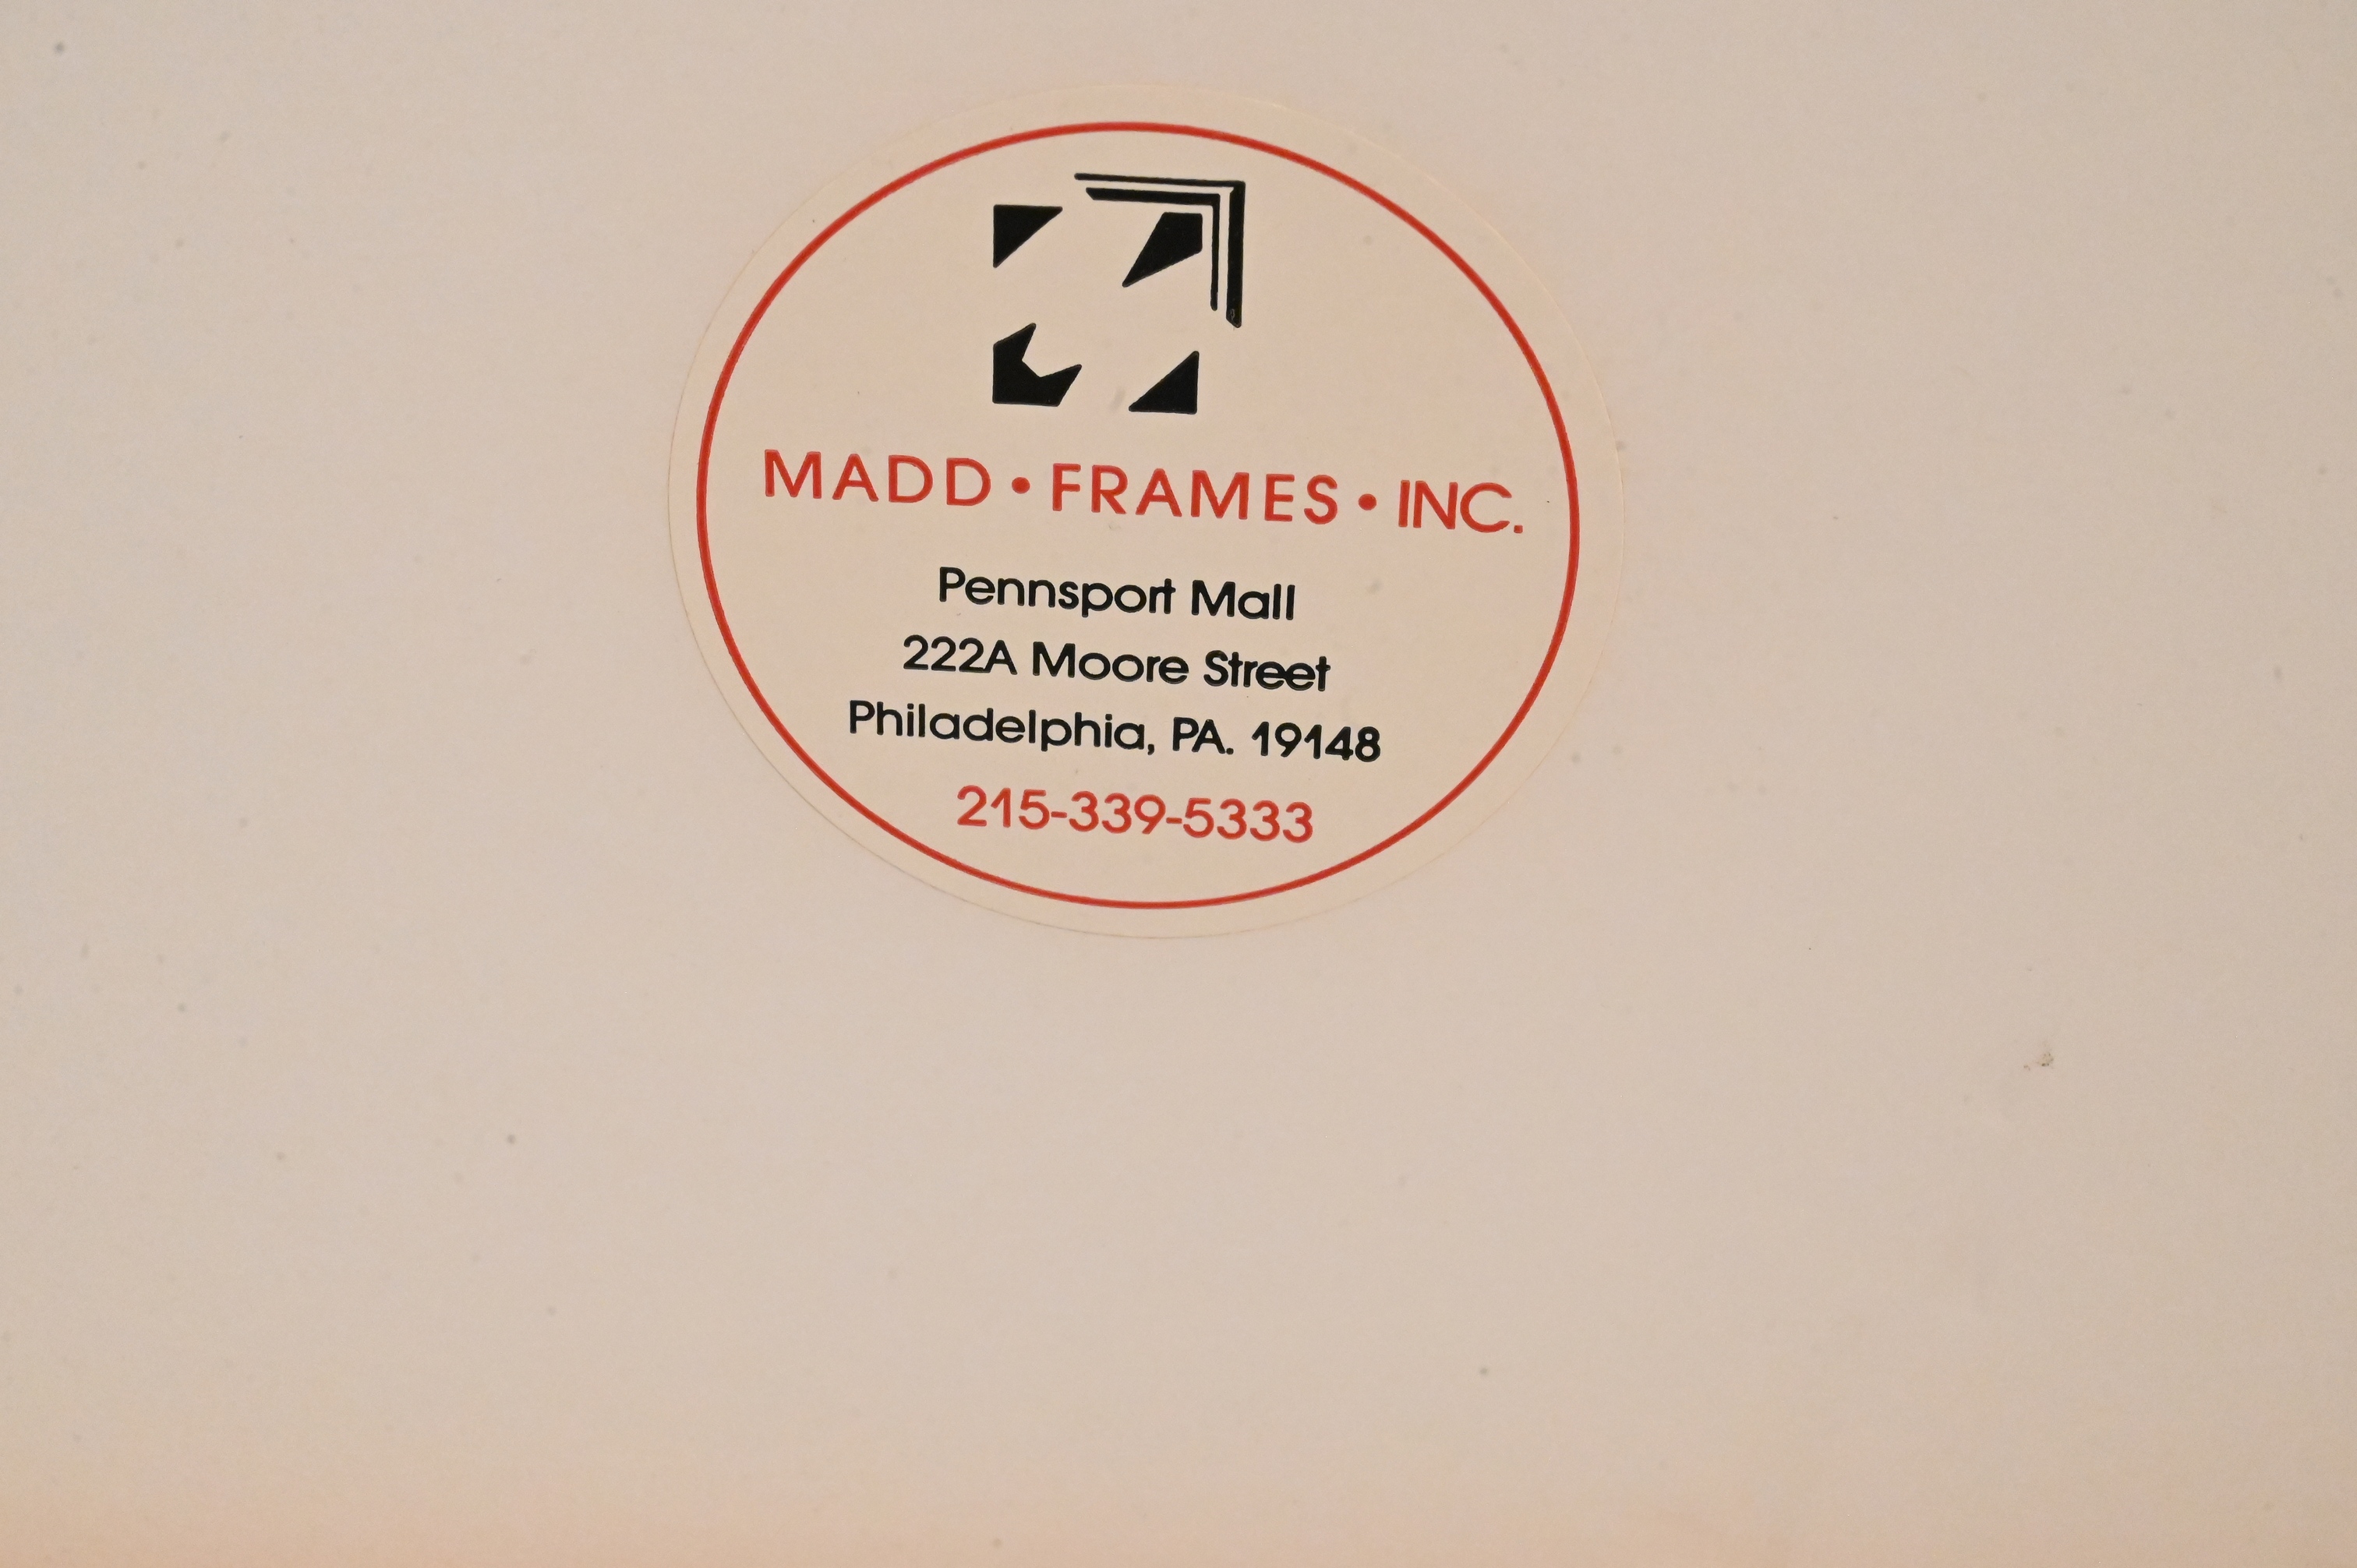 MADD • FRAMES • INC.
Pennsport Mall
222A Moore Street
Philadelphia, PA. 19148
215-339-5333